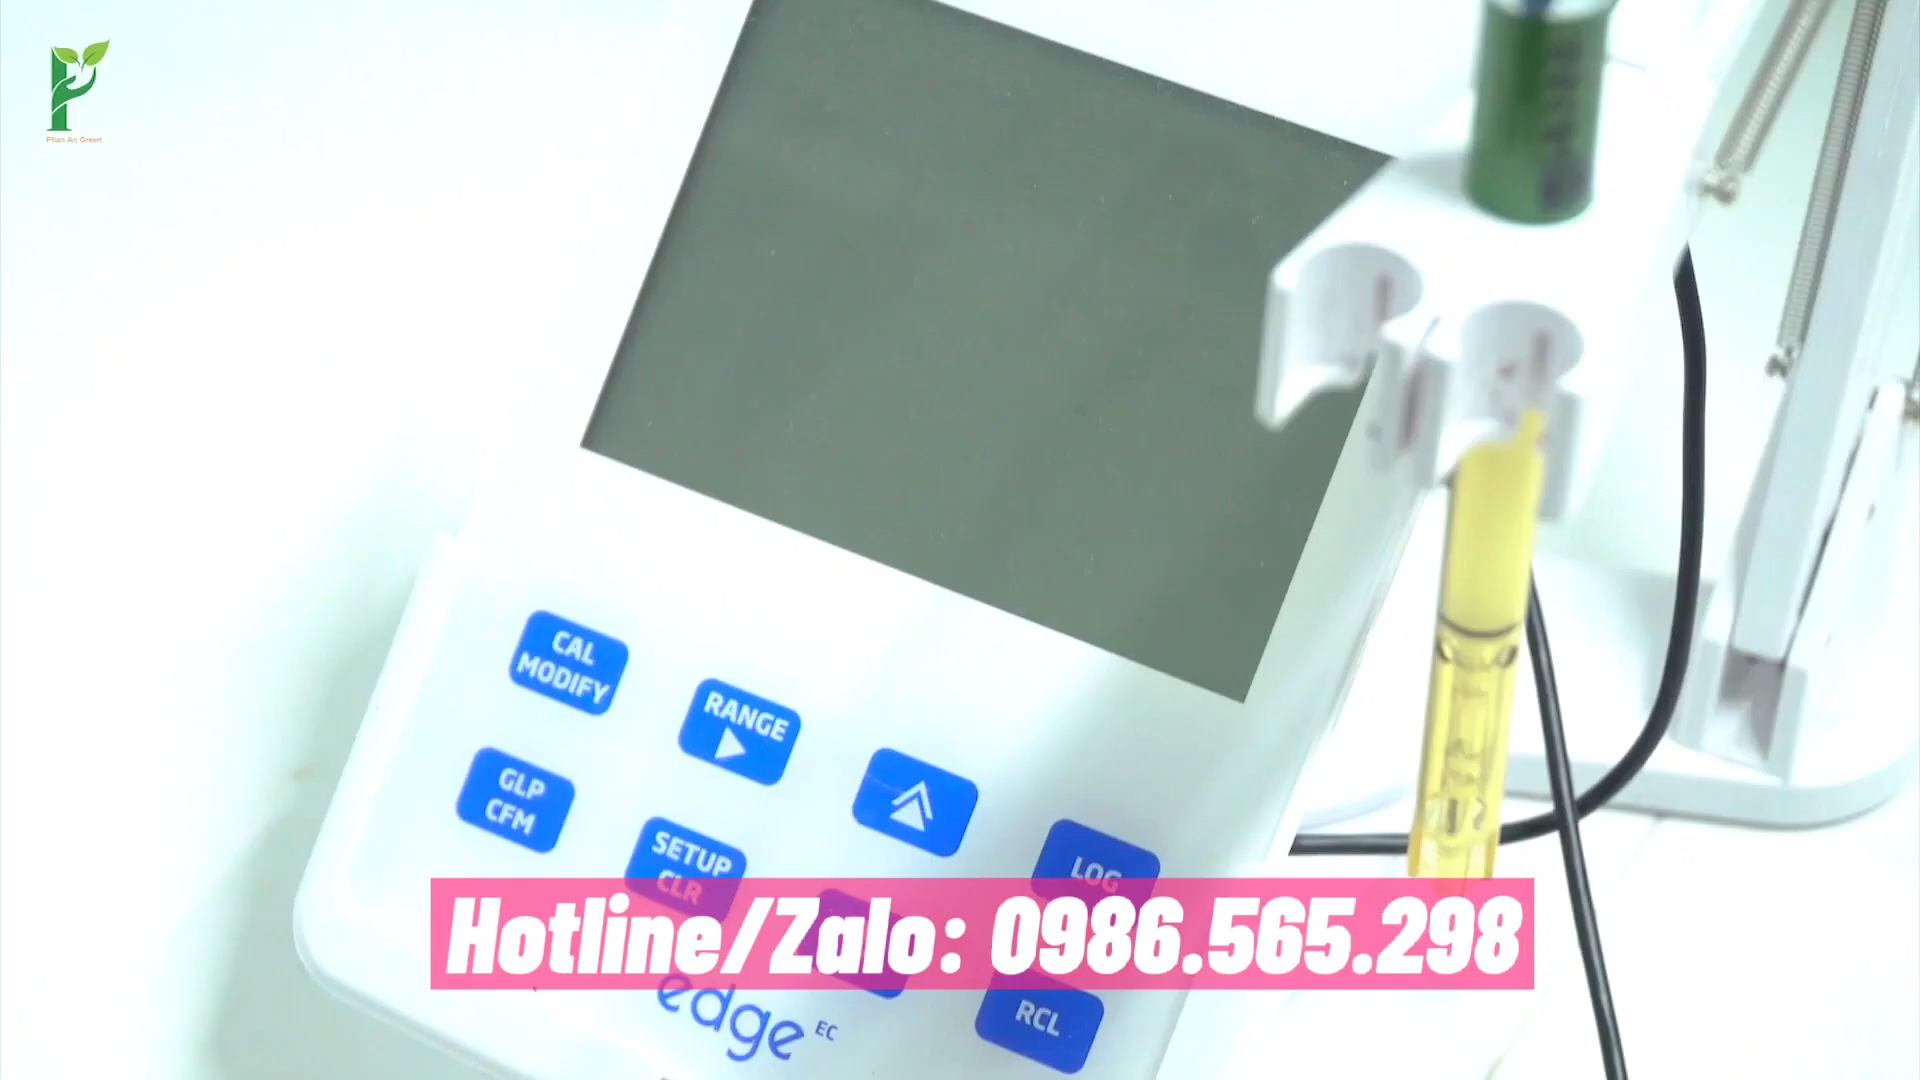 Phan An Green
CAL
MODIFY
RANGE
GLP
CFM
SETUP
CLR
LOG
Hotline/Zalo: 0986.565.298
edge EC
RCL